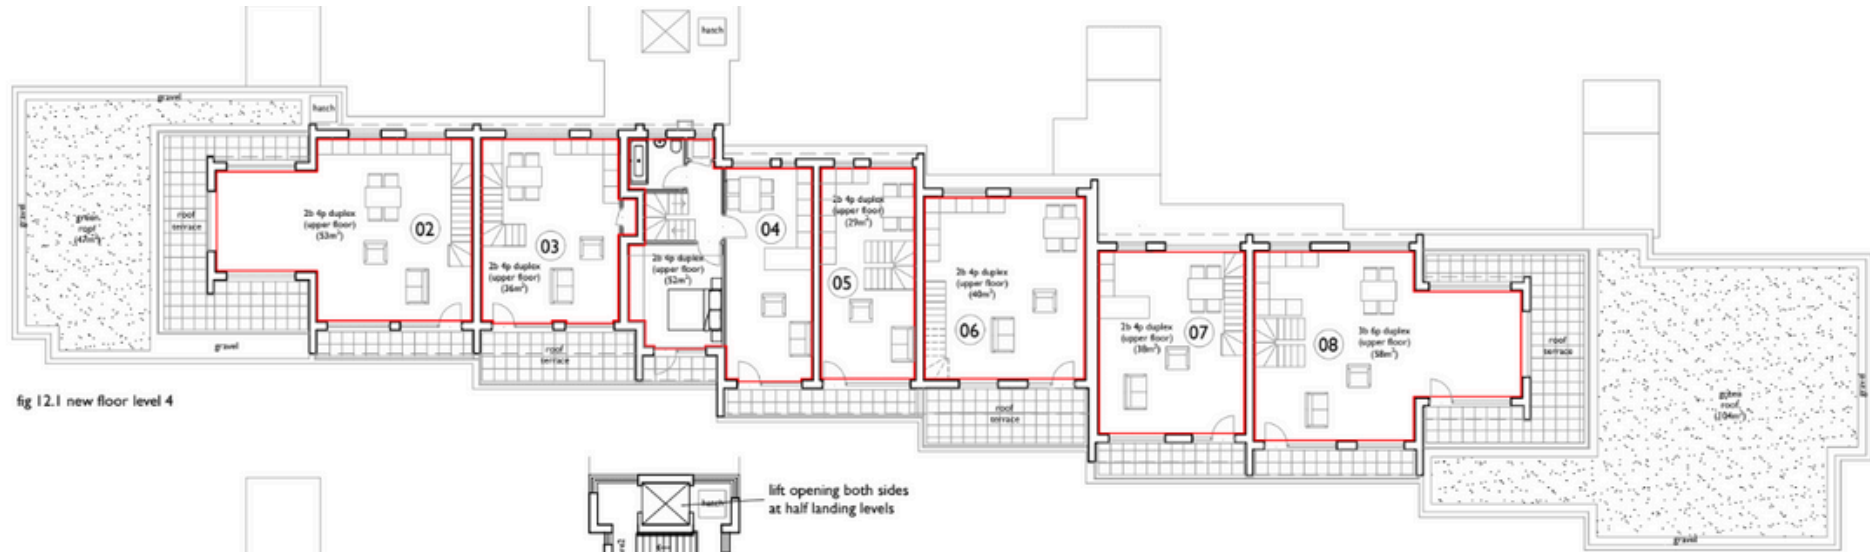 hatch
gravel
hatch
gravel
green
roof
(47m²)
roof
terrace
2b 4p duplex
(upper floor)
(53m²)
02
03
2b 4p duplex
(upper floor)
(36m²)
2b 4p duplex
(upper floor)
(52m²)
04
2b 4p duplex
(upper floor)
(29m²)
05
2b 4p duplex
(upper floor)
(40m²)
06
2b 4p duplex
(upper floor)
(38m²)
07
08
3b 6p duplex
(upper floor)
(58m²)
roof
terrace
roof
gravel
gravel
roof
terrace
roof
terrace
gravel
fig 12.1 new floor level 4
lift opening both sides
at half landing levels
hatch